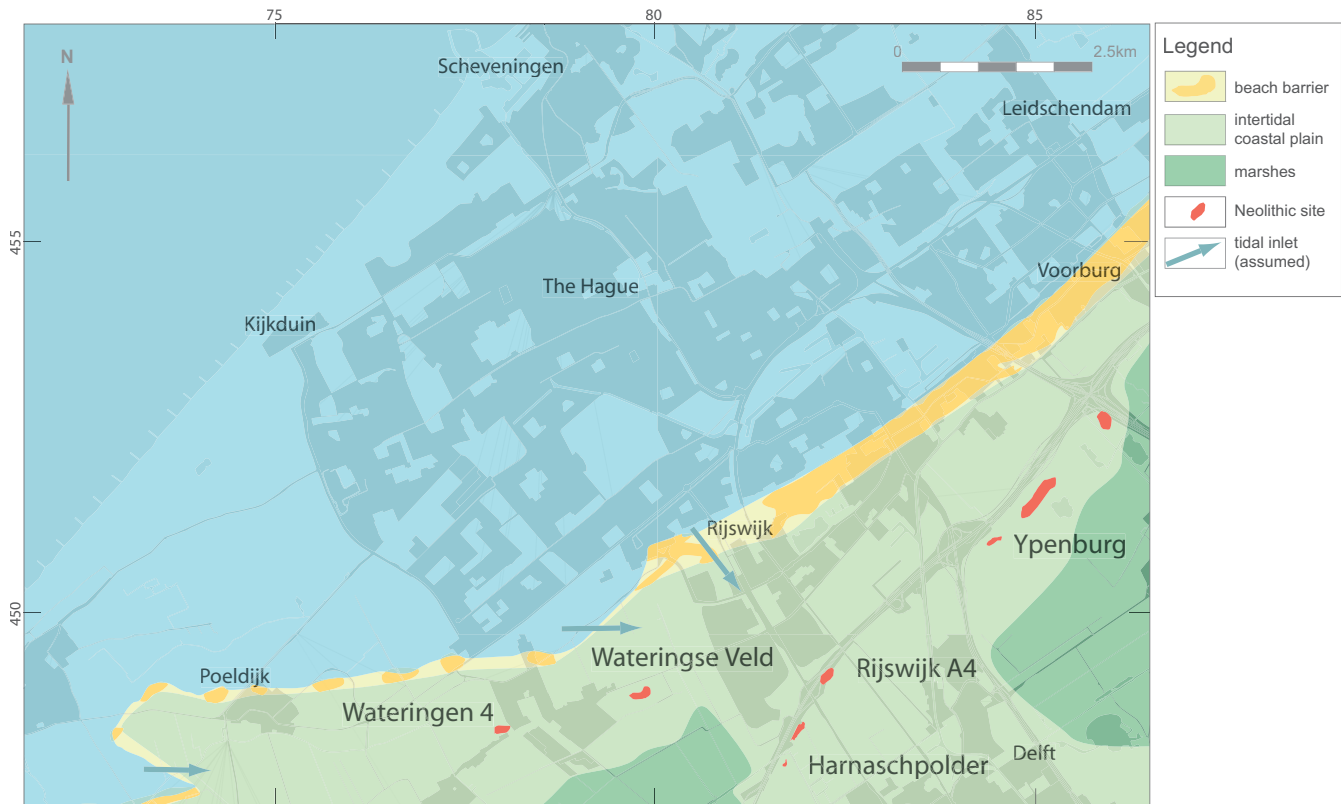 75
80
85
N
Scheveningen
0
2.5km
Leidschendam
455
Voorburg
The Hague
Kijkduin
Rijswijk
Ypenburg
450
Wateringse Veld
Poeldijk
Rijswijk A4
Wateringen 4
Delft
Harnaschpolder
Legend
beach barrier
intertidal
coastal plain
marshes
Neolithic site
tidal inlet
(assumed)